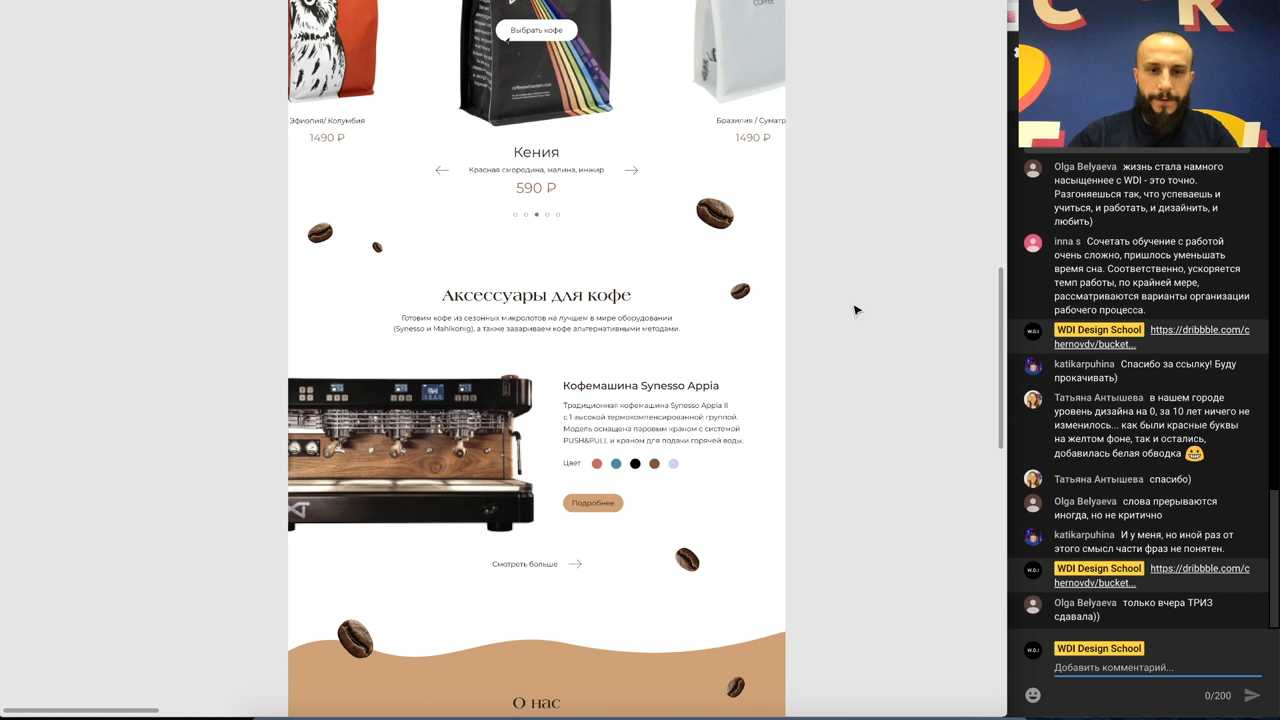 COFFEE
Выбрать кофе
Эфиопия/ Колумбия
1490 ₽
Бразилия / Суматр
1490 ₽
Кения
Красная смородина, малина, инжир
590 ₽
Аксессуары для кофе
Готовим кофе из сезонных микролотов на лучшем в мире оборудовании
(Synesso и Mahlkonig), а также завариваем кофе альтернативными методами.
Кофемашина Synesso Appia
Традиционная кофемашина Synesso Appia II
с 1 высокой термокомпенсированной группой.
Модель оснащена паровым краном с системой
PUSH&PULL и краном для подачи горячей воды.
Цвет
Подробнее
Смотреть больше
О нас
C R
Olga Belyaeva жизнь стала намного
насыщеннее с WDI - это точно.
Разгоняешься так, что успеваешь и
учиться, и работать, и дизайнить, и
любить)
inna s Сочетать обучение с работой
очень сложно, пришлось уменьшать
время сна. Соответственно, ускоряется
темп работы, по крайней мере,
рассматриваются варианты организации
рабочего процесса.
W.D.I WDI Design School https://dribbble.com/c
hernovdv/bucket...
katikarpuhina Спасибо за ссылку! Буду
прокачивать)
Татьяна Антышева в нашем городе
уровень дизайна на 0, за 10 лет ничего не
изменилось... как были красные буквы
на желтом фоне, так и остались,
добавилась белая обводка
Татьяна Антышева спасибо)
Olga Belyaeva слова прерываются
иногда, но не критично
katikarpuhina И у меня, но иной раз от
этого смысл части фраз не понятен.
W.D.I WDI Design School https://dribbble.com/c
hernovdv/bucket...
Olga Belyaeva только вчера ТРИЗ
сдавала))
W.D.I WDI Design School
Добавить комментарий...
0/200